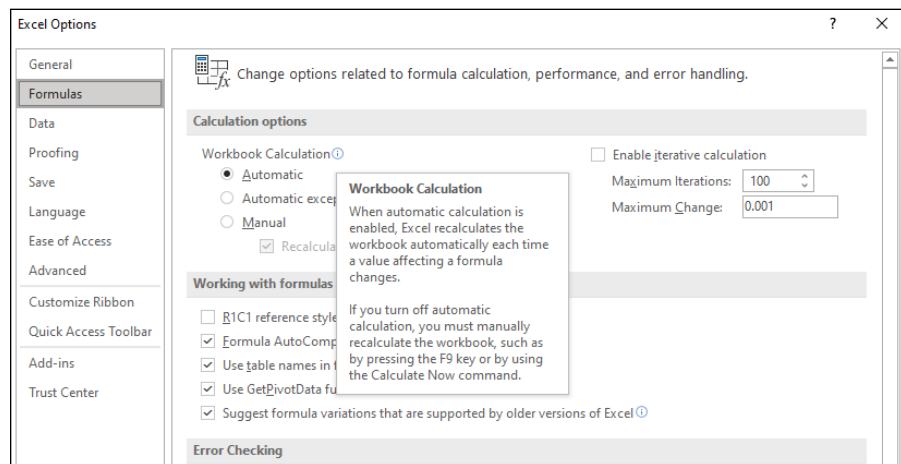 Excel Options
?
General
Formulas
Data
Proofing
Save
Language
Ease of Access
Advanced
Customize Ribbon
Quick Access Toolbar
Add-ins
Trust Center
fx Change options related to formula calculation, performance, and error handling.
Calculation options
Workbook Calculation
Automatic
Automatic
Manual
Enable iterative calculation
Maximum Iterations: 100
Maximum Change: 0.001
Workbook Calculation
When automatic calculation is
enabled, Excel recalculates the
workbook automatically each time
a value affecting a formula
changes.
If you turn off automatic
calculation, you must manually
recalculate the workbook, such as
by pressing the F9 key or by using
the Calculate Now command.
Working with formulas
R1C1 reference style
Formula
Use table names in
Use GetPivotData
Suggest formula variations that are supported by older versions of Excel
Error Checking